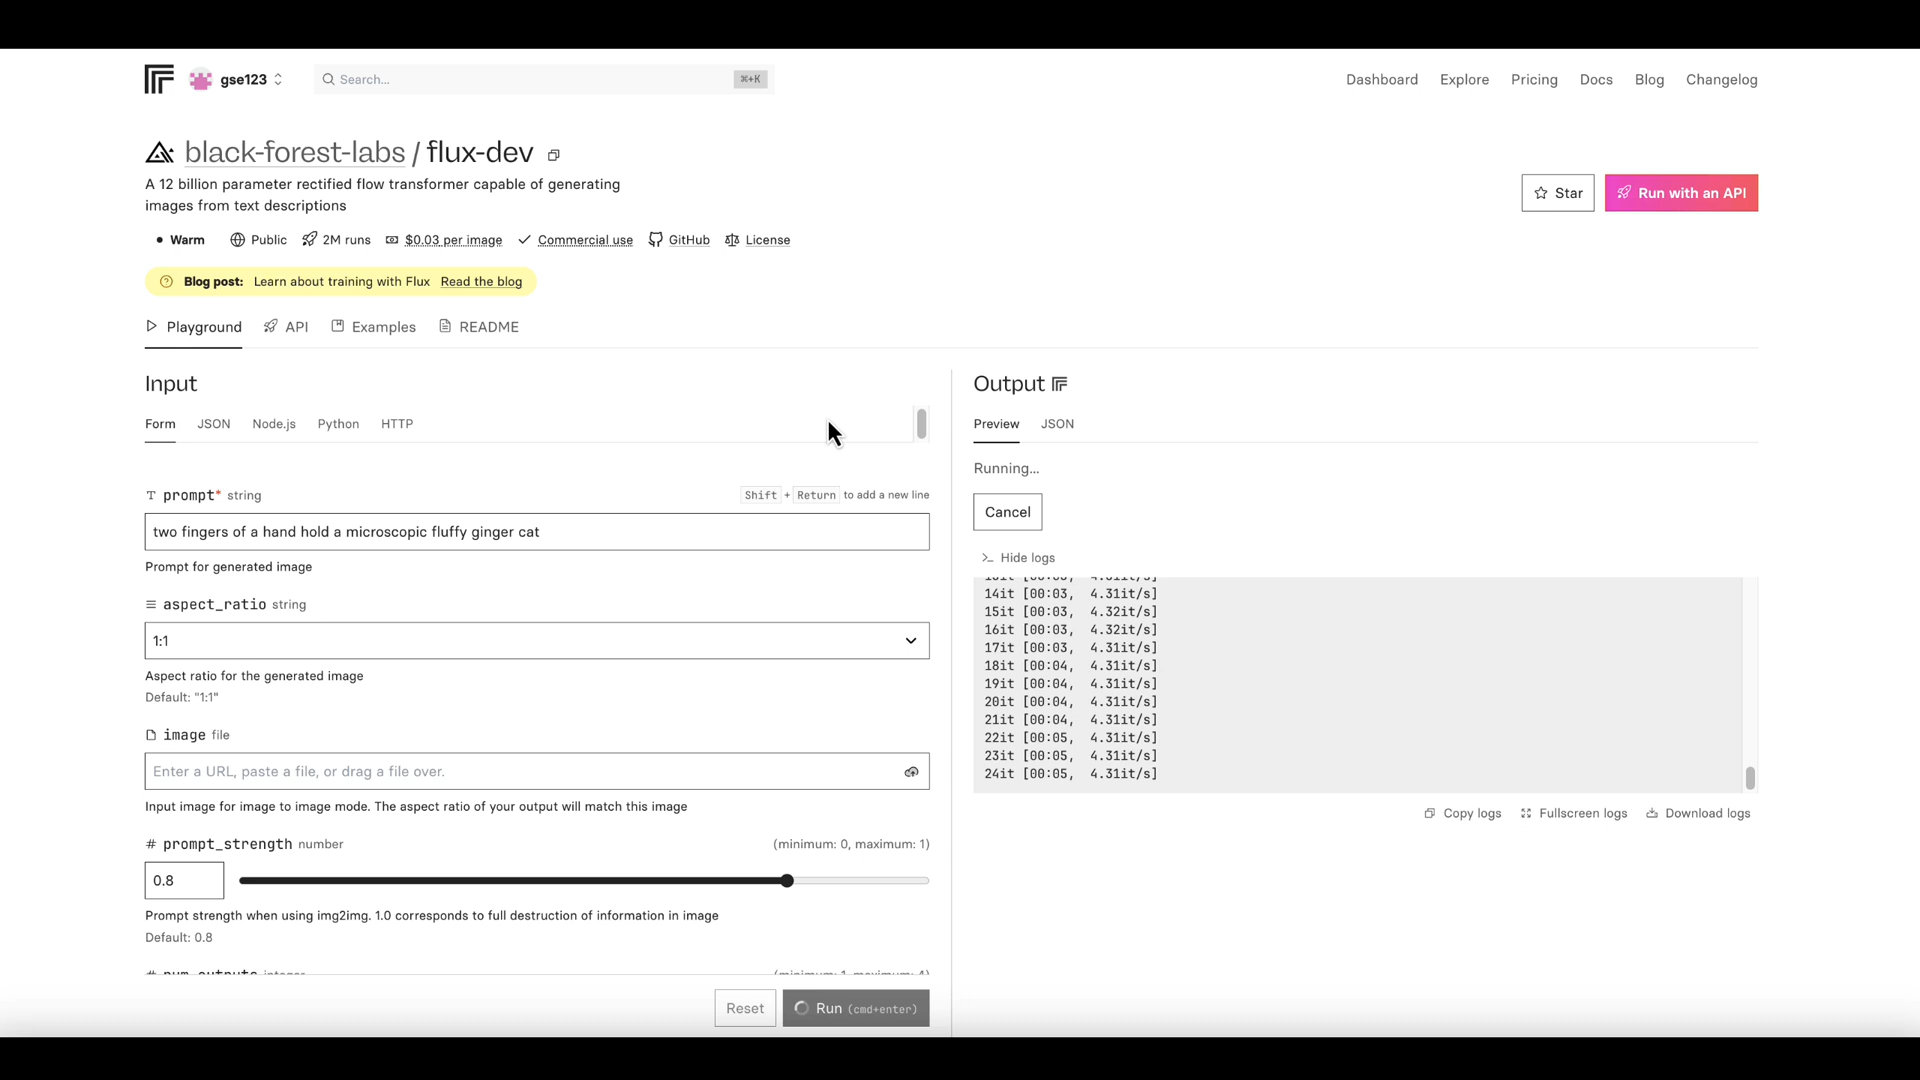 gse123
Search...
⌘+K
Dashboard
Explore
Pricing
Docs
Blog
Changelog
black-forest-labs / flux-dev
A 12 billion parameter rectified flow transformer capable of generating
images from text descriptions
Star
Run with an API
Warm
Public
2M runs
$0.03 per image
Commercial use
GitHub
License
Blog post: Learn about training with Flux Read the blog
Playground
API
Examples
README
Input
Form
JSON
Node.js
Python
HTTP
prompt* string
Shift + Return to add a new line
two fingers of a hand hold a microscopic fluffy ginger cat
Prompt for generated image
aspect_ratio string
1:1
Aspect ratio for the generated image
Default: "1:1"
image file
Enter a URL, paste a file, or drag a file over.
Input image for image to image mode. The aspect ratio of your output will match this image
# prompt_strength number
(minimum: 0, maximum: 1)
0.8
Prompt strength when using img2img. 1.0 corresponds to full destruction of information in image
Default: 0.8
Reset
Run (cmd+enter)
Output
Preview
JSON
Running...
Cancel
Hide logs
14it [00:03, 4.31it/s]
15it [00:03, 4.32it/s]
16it [00:03, 4.32it/s]
17it [00:03, 4.31it/s]
18it [00:04, 4.31it/s]
19it [00:04, 4.31it/s]
20it [00:04, 4.31it/s]
21it [00:04, 4.31it/s]
22it [00:05, 4.31it/s]
23it [00:05, 4.31it/s]
24it [00:05, 4.31it/s]
Copy logs
Fullscreen logs
Download logs